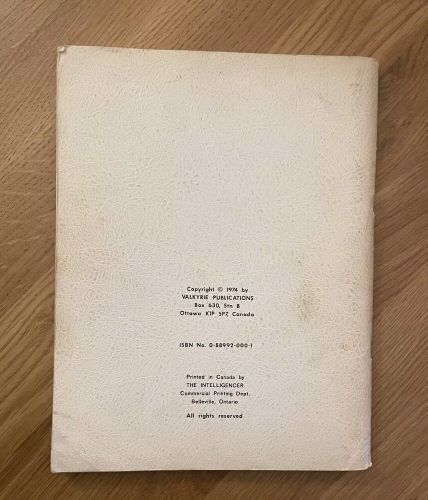 Copyright © 1974 by
VALKYRIE PUBLICATIONS
Box 630, Stn B
Ottawa K1P 5P7, Canada
ISBN No. 0-88992-000-1
Printed in Canada by
THE INTELLIGENCER
Commercial Printing Dept.
Belleville, Ontario
All rights reserved